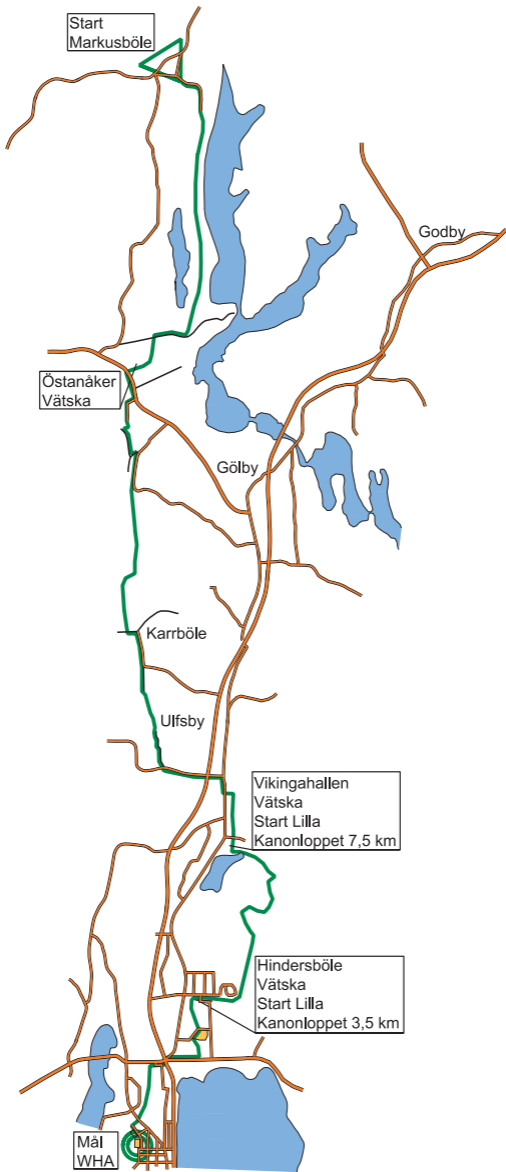 Start
Markusböle
Godby
Östanåker
Vätska
Gölby
Karrböle
Ulfsby
Vikingahallen
Vätska
Start Lilla
Kanonloppet 7,5 km
Hindersböle
Vätska
Start Lilla
Kanonloppet 3,5 km
Mål
WHA